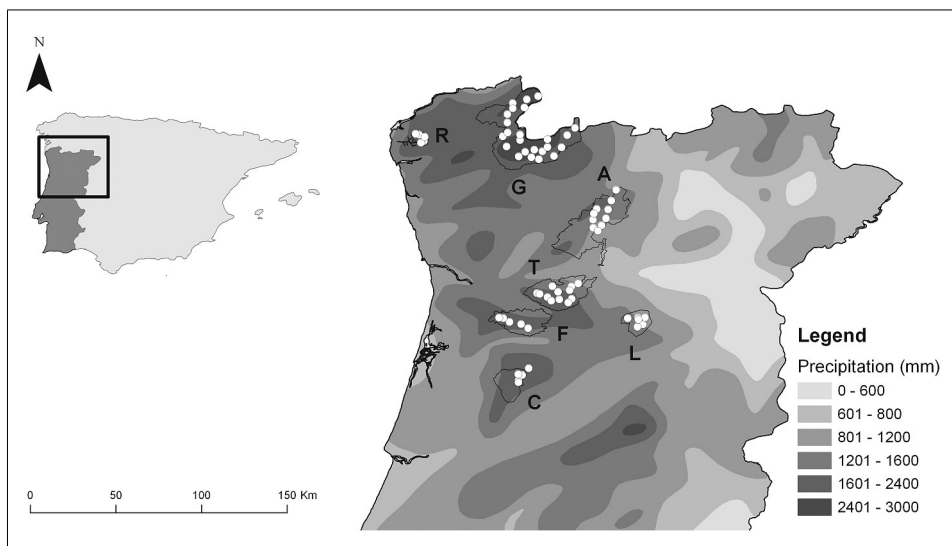 N
R
G
A
T
F
L
C
Legend
Precipitation (mm)
0 - 600
601 - 800
801 - 1200
1201 - 1600
1601 - 2400
2401 - 3000
0 50 100 150 Km